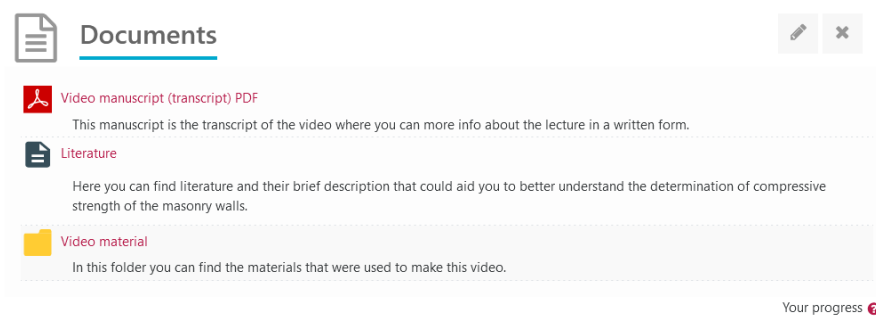 Documents
Video manuscript (transcript) PDF
This manuscript is the transcript of the video where you can more info about the lecture in a written form.
Literature
Here you can find literature and their brief description that could aid you to better understand the determination of compressive
strength of the masonry walls.
Video material
In this folder you can find the materials that were used to make this video.
Your progress ?